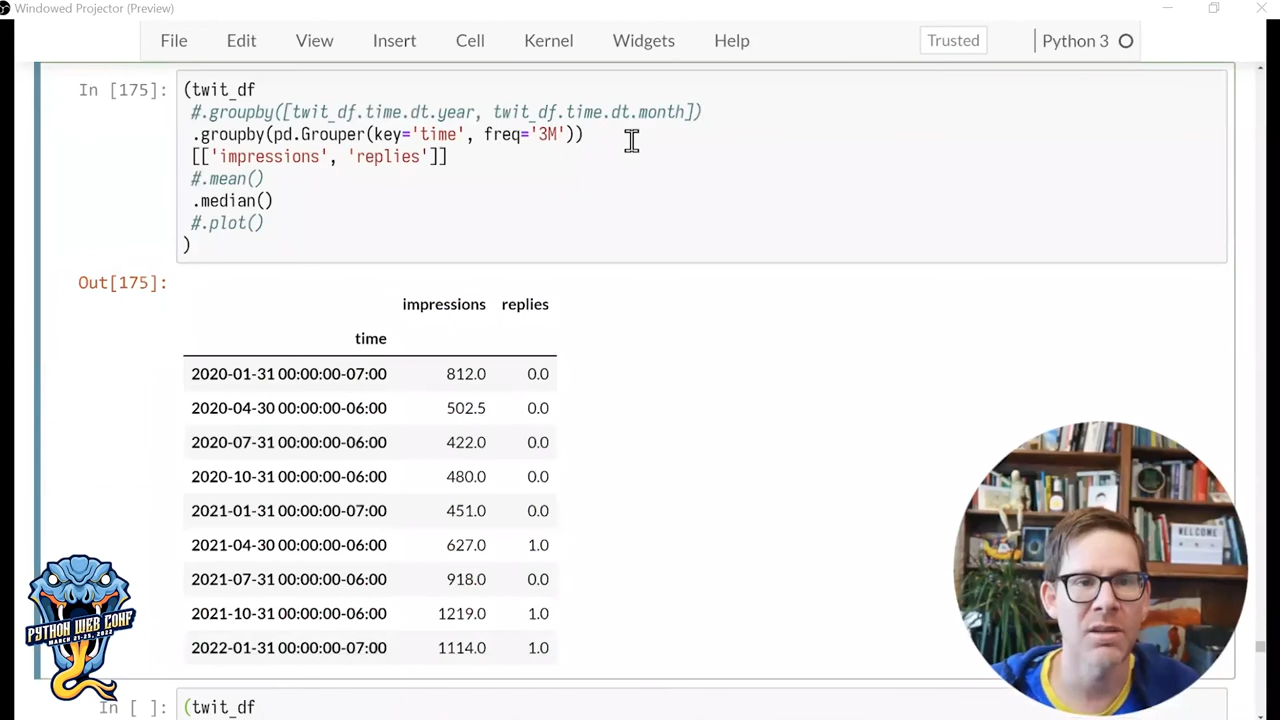 Windowed Projector (Preview)
File Edit View Insert Cell Kernel Widgets Help Trusted Python 3
In [175]:
(twit_df
#.groupby([twit_df.time.dt.year, twit_df.time.dt.month])
.groupby(pd.Grouper(key='time', freq='3M'))
[['impressions', 'replies']]
#.mean()
.median()
#.plot()
)
Out[175]:
impressions replies
time
2020-01-31 00:00:00-07:00 812.0 0.0
2020-04-30 00:00:00-06:00 502.5 0.0
2020-07-31 00:00:00-06:00 422.0 0.0
2020-10-31 00:00:00-06:00 480.0 0.0
2021-01-31 00:00:00-07:00 451.0 0.0
2021-04-30 00:00:00-06:00 627.0 1.0
2021-07-31 00:00:00-06:00 918.0 0.0
2021-10-31 00:00:00-06:00 1219.0 1.0
2022-01-31 00:00:00-07:00 1114.0 1.0
WELCOME
PYTHON WEB CONF
MARCH 21-25, 2022
In [ ]: (twit_df